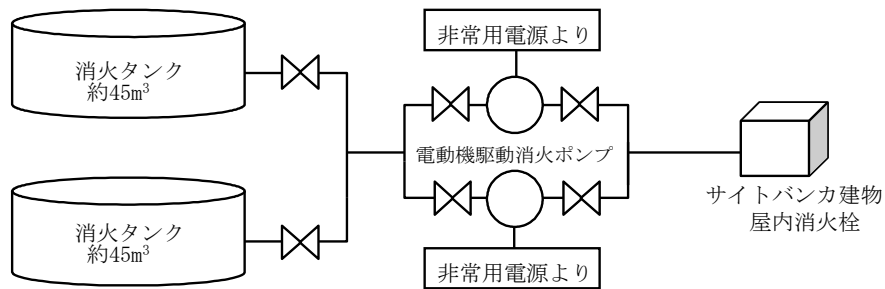 非常用電源より
消火タンク
約45m³
電動機駆動消火ポンプ
サイトバンカ建物
屋内消火栓
消火タンク
約45m³
非常用電源より